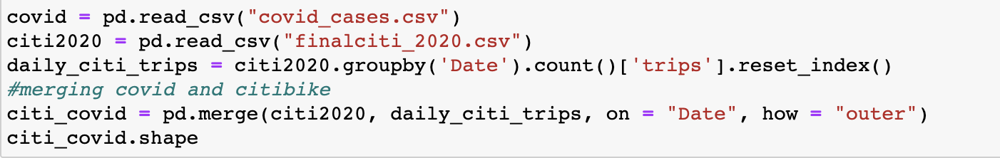 covid = pd.read_csv("covid_cases.csv")
citi2020 = pd.read_csv("finalciti_2020.csv")
daily_citi_trips = citi2020.groupby('Date').count()['trips'].reset_index()
#merging covid and citibike
citi_covid = pd.merge(citi2020, daily_citi_trips, on = "Date", how = "outer")
citi_covid.shape